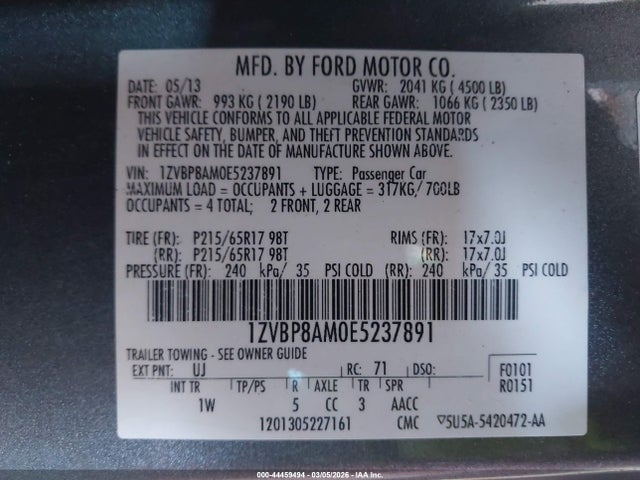 MFD. BY FORD MOTOR CO.
DATE: 05/13 GVWR: 2041 KG ( 4500 LB)
FRONT GAWR: 993 KG ( 2190 LB) REAR GAWR: 1066 KG ( 2350 LB)
THIS VEHICLE CONFORMS TO ALL APPLICABLE FEDERAL MOTOR
VEHICLE SAFETY, BUMPER, AND THEFT PREVENTION STANDARDS
IN EFFECT ON THE DATE OF MANUFACTURE SHOWN ABOVE.
VIN: 1ZVBP8AM0E5237891 TYPE: Passenger Car
MAXIMUM LOAD = OCCUPANTS + LUGGAGE = 317KG/ 700LB
OCCUPANTS = 4 TOTAL; 2 FRONT, 2 REAR
TIRE (FR): P215/65R17 98T RIMS (FR): 17x7.0J
(RR): P215/65R17 98T (RR): 17x7.0J
PRESSURE (FR): 240 kPa/ 35 PSI COLD (RR): 240 kPa/ 35 PSI COLD
1ZVBP8AM0E5237891
TRAILER TOWING - SEE OWNER GUIDE
EXT PNT: UJ RC: 71 DSO: F0101
R0151
INT TR TP/PS R AXLE TR SPR
1W 5 CC 3 AACC
1201305227161 CMC ▽5U5A-5420472-AA
000-44459494 - 03/05/2026 - IAA Inc.